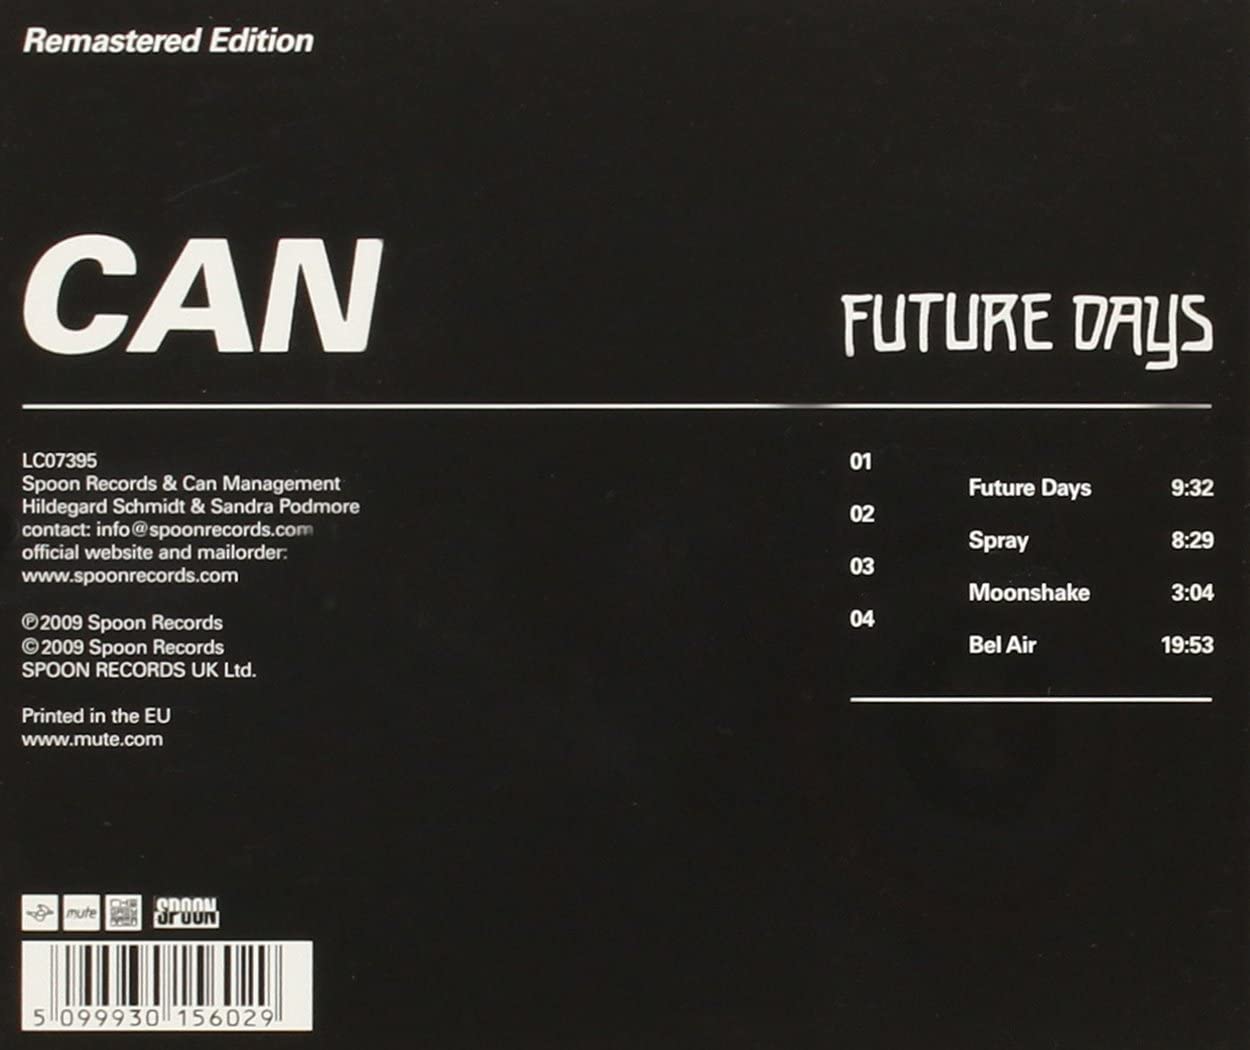 Remastered Edition
CAN
FUTURE DAYS
LC07395
Spoon Records & Can Management
Hildegard Schmidt & Sandra Podmore
contact: info@spoonrecords.com
official website and mailorder:
www.spoonrecords.com
℗2009 Spoon Records
©2009 Spoon Records
SPOON RECORDS UK Ltd.
Printed in the EU
www.mute.com
01
Future Days 9:32
02
Spray 8:29
03
Moonshake 3:04
04
Bel Air 19:53
mute SPOON
5 099930 156029